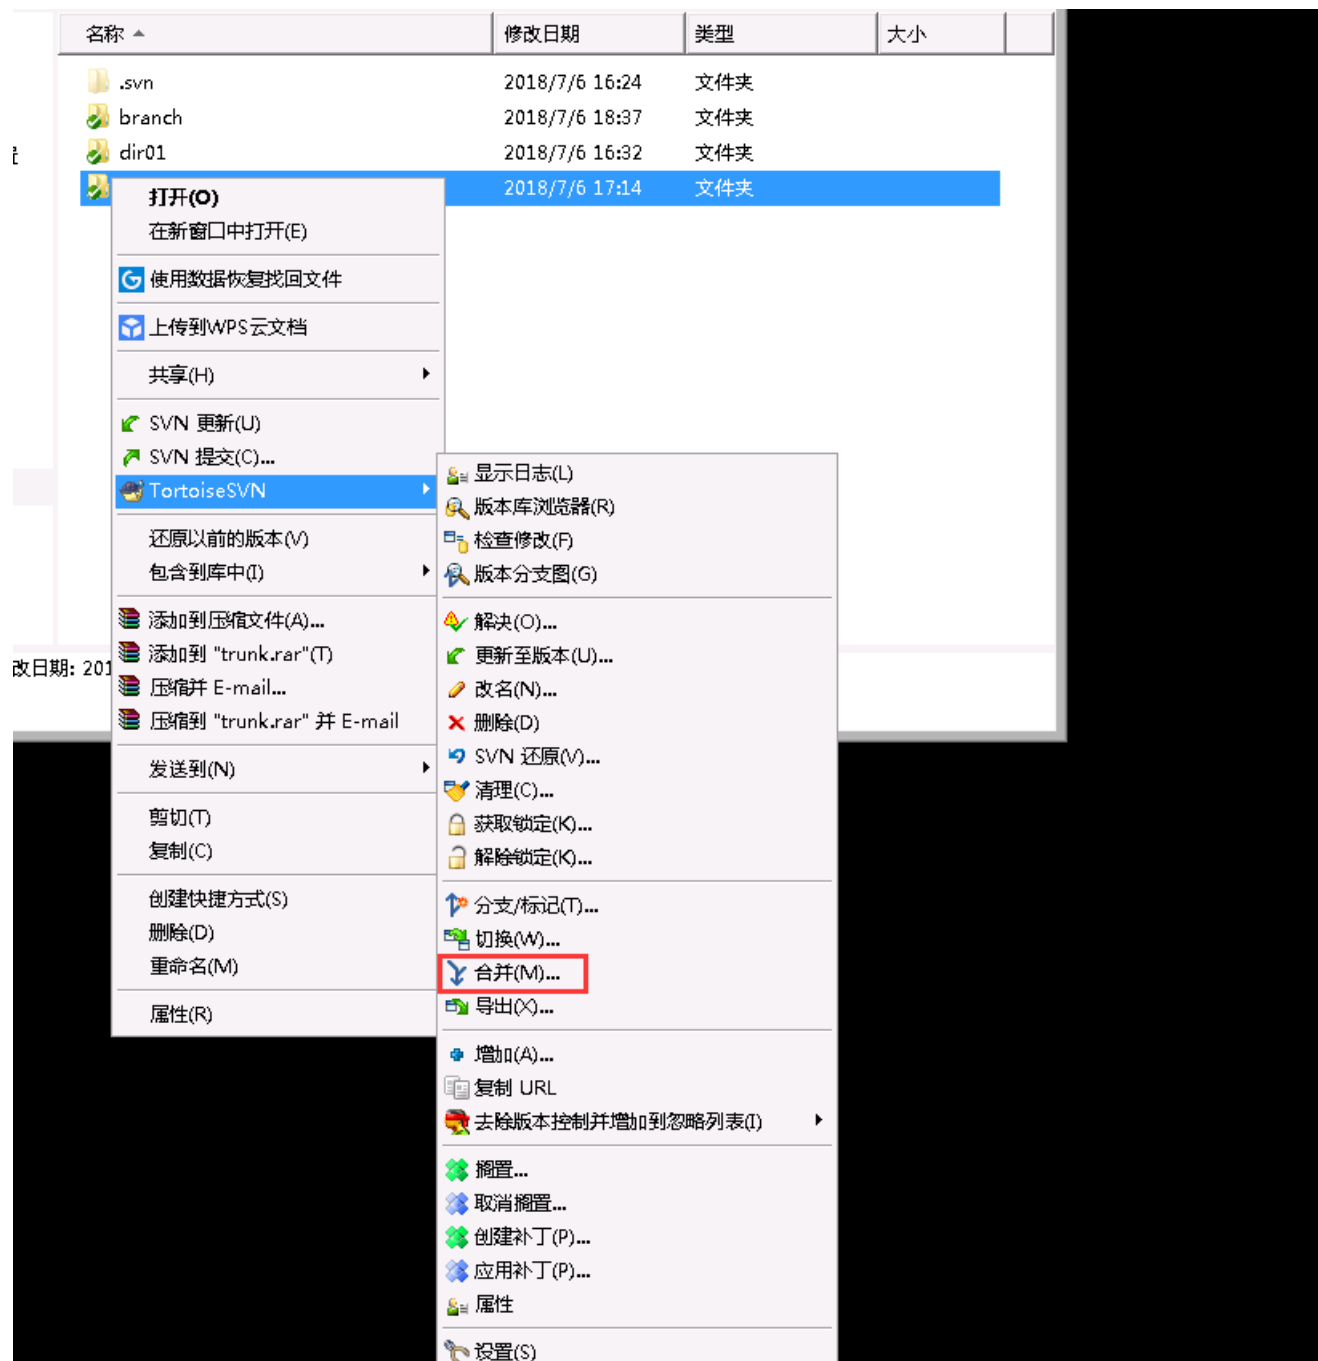 名称 修改日期 类型 大小
.svn 2018/7/6 16:24 文件夹
branch 2018/7/6 18:37 文件夹
dir01 2018/7/6 16:32 文件夹
2018/7/6 17:14 文件夹
打开(O)
在新窗口中打开(E)
使用数据恢复找回文件
上传到WPS云文档
共享(H)
SVN 更新(U)
SVN 提交(C)...
TortoiseSVN
还原以前的版本(V)
包含到库中(I)
添加到压缩文件(A)...
添加到 "trunk.rar"(T)
压缩并 E-mail...
压缩到 "trunk.rar" 并 E-mail
发送到(N)
剪切(T)
复制(C)
创建快捷方式(S)
删除(D)
重命名(M)
属性(R)
改日期: 201
显示日志(L)
版本库浏览器(R)
检查修改(F)
版本分支图(G)
解决(O)...
更新至版本(U)...
改名(N)...
删除(D)
SVN 还原(V)...
清理(C)...
获取锁定(K)...
解除锁定(K)...
分支/标记(T)...
切换(W)...
合并(M)...
导出(X)...
增加(A)...
复制 URL
去除版本控制并增加到忽略列表(I)
搁置...
取消搁置...
创建补丁(P)...
应用补丁(P)...
属性
设置(S)